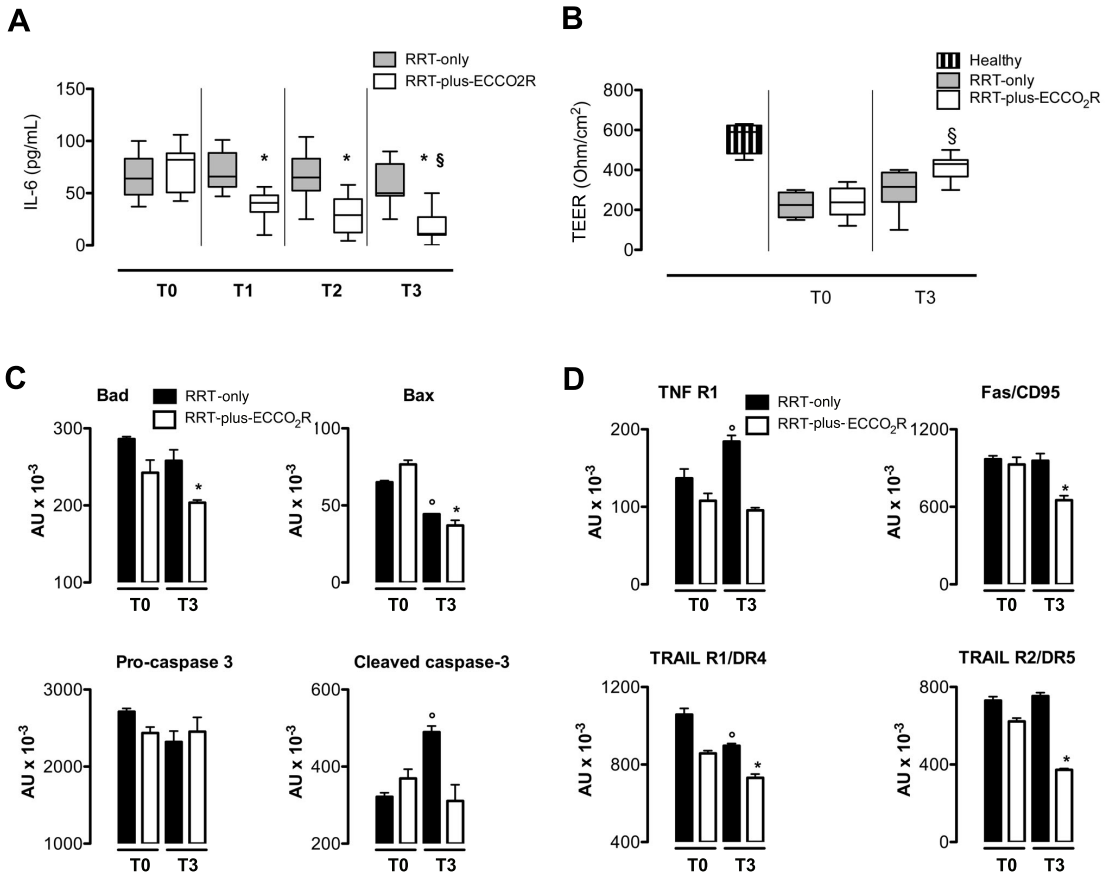 A
RRT-only
RRT-plus-ECCO2R
IL-6 (pg/mL)
150
100
50
0
*
*
* §
T0 T1 T2 T3
B
Healthy
RRT-only
RRT-plus-ECCO2R
TEER (Ohm/cm2)
800
600
400
200
0
§
T0 T3
C
Bad
RRT-only
RRT-plus-ECCO2R
AU x 10-3
300
200
100
*
T0 T3
Bax
AU x 10-3
100
50
0
° *
T0 T3
Pro-caspase 3
AU x 10-3
3000
2000
1000
T0 T3
Cleaved caspase-3
AU x 10-3
600
400
200
°
T0 T3
D
TNF R1
RRT-only
RRT-plus-ECCO2R
AU x 10-3
200
100
0
°
T0 T3
Fas/CD95
AU x 10-3
1200
600
0
*
T0 T3
TRAIL R1/DR4
AU x 10-3
1200
800
400
° *
T0 T3
TRAIL R2/DR5
AU x 10-3
800
400
0
*
T0 T3